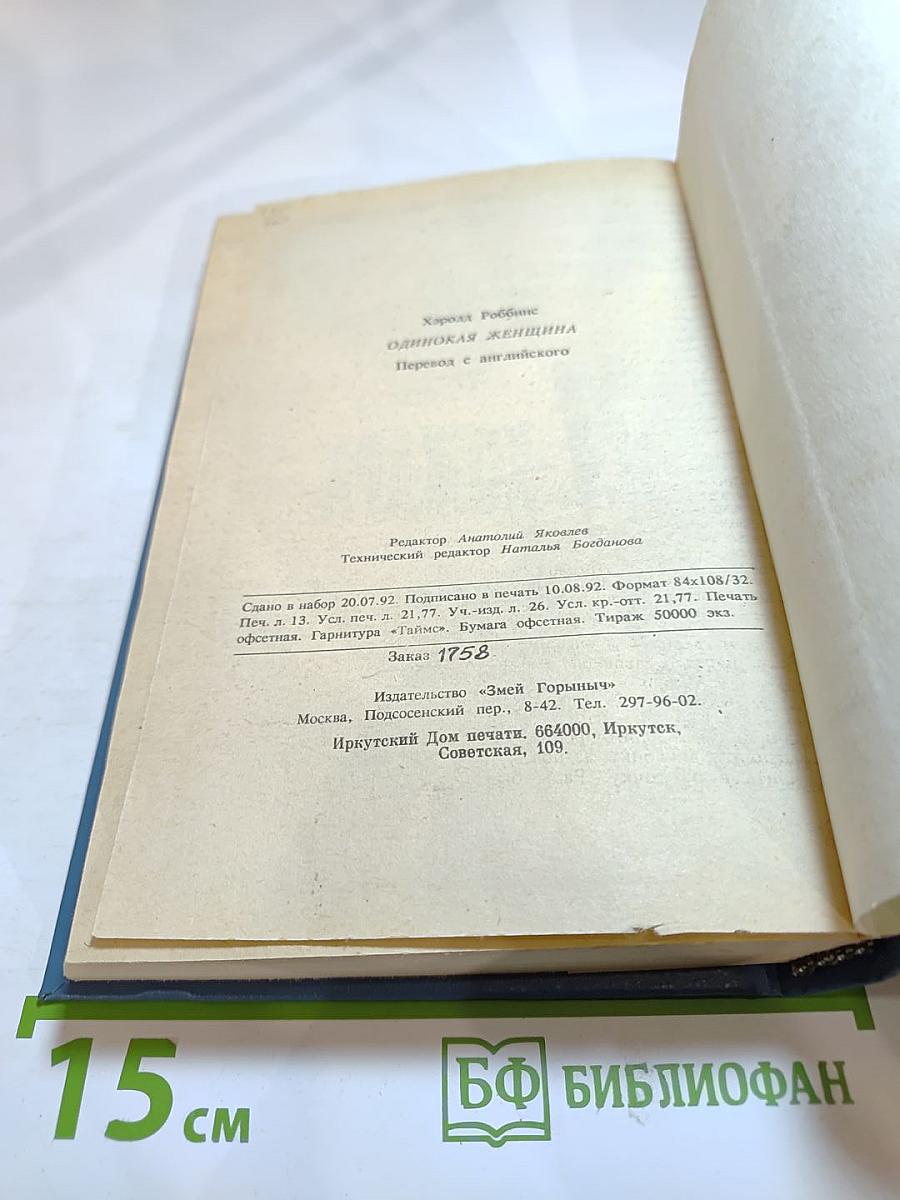 Хэролд Роббинс
ОДИНОКАЯ ЖЕНЩИНА
Перевод с английского
Редактор Анатолий Яковлев
Технический редактор Наталья Богданова
Сдано в набор 20.07.92. Подписано в печать 10.08.92. Формат 84х108/32.
Печ. л. 13. Усл. печ. л. 21,77. Уч.-изд. л. 26. Усл. кр.-отт. 21,77. Печать
офсетная. Гарнитура «Таймс». Бумага офсетная. Тираж 50000 экз.
Заказ 1758
Издательство «Змей Горыныч»
Москва, Подсосенский пер., 8-42. Тел. 297-96-02.
Иркутский Дом печати. 664000, Иркутск,
Советская, 109.
15 см
БФ БИБЛИОФАН